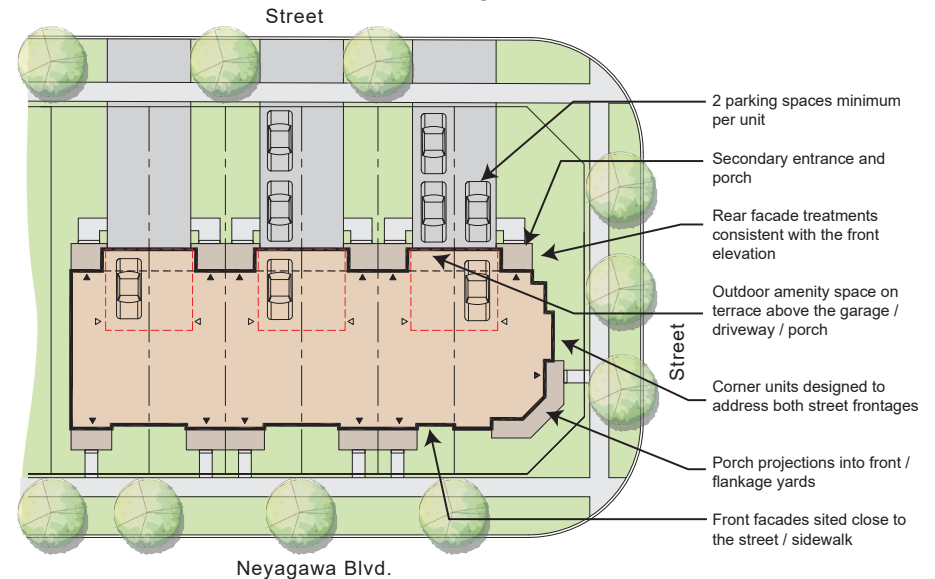 Street
2 parking spaces minimum
per unit
Secondary entrance and
porch
Rear facade treatments
consistent with the front
elevation
Outdoor amenity space on
terrace above the garage /
driveway / porch
Street
Corner units designed to
address both street frontages
Porch projections into front /
flankage yards
Front facades sited close to
the street / sidewalk
Neyagawa Blvd.